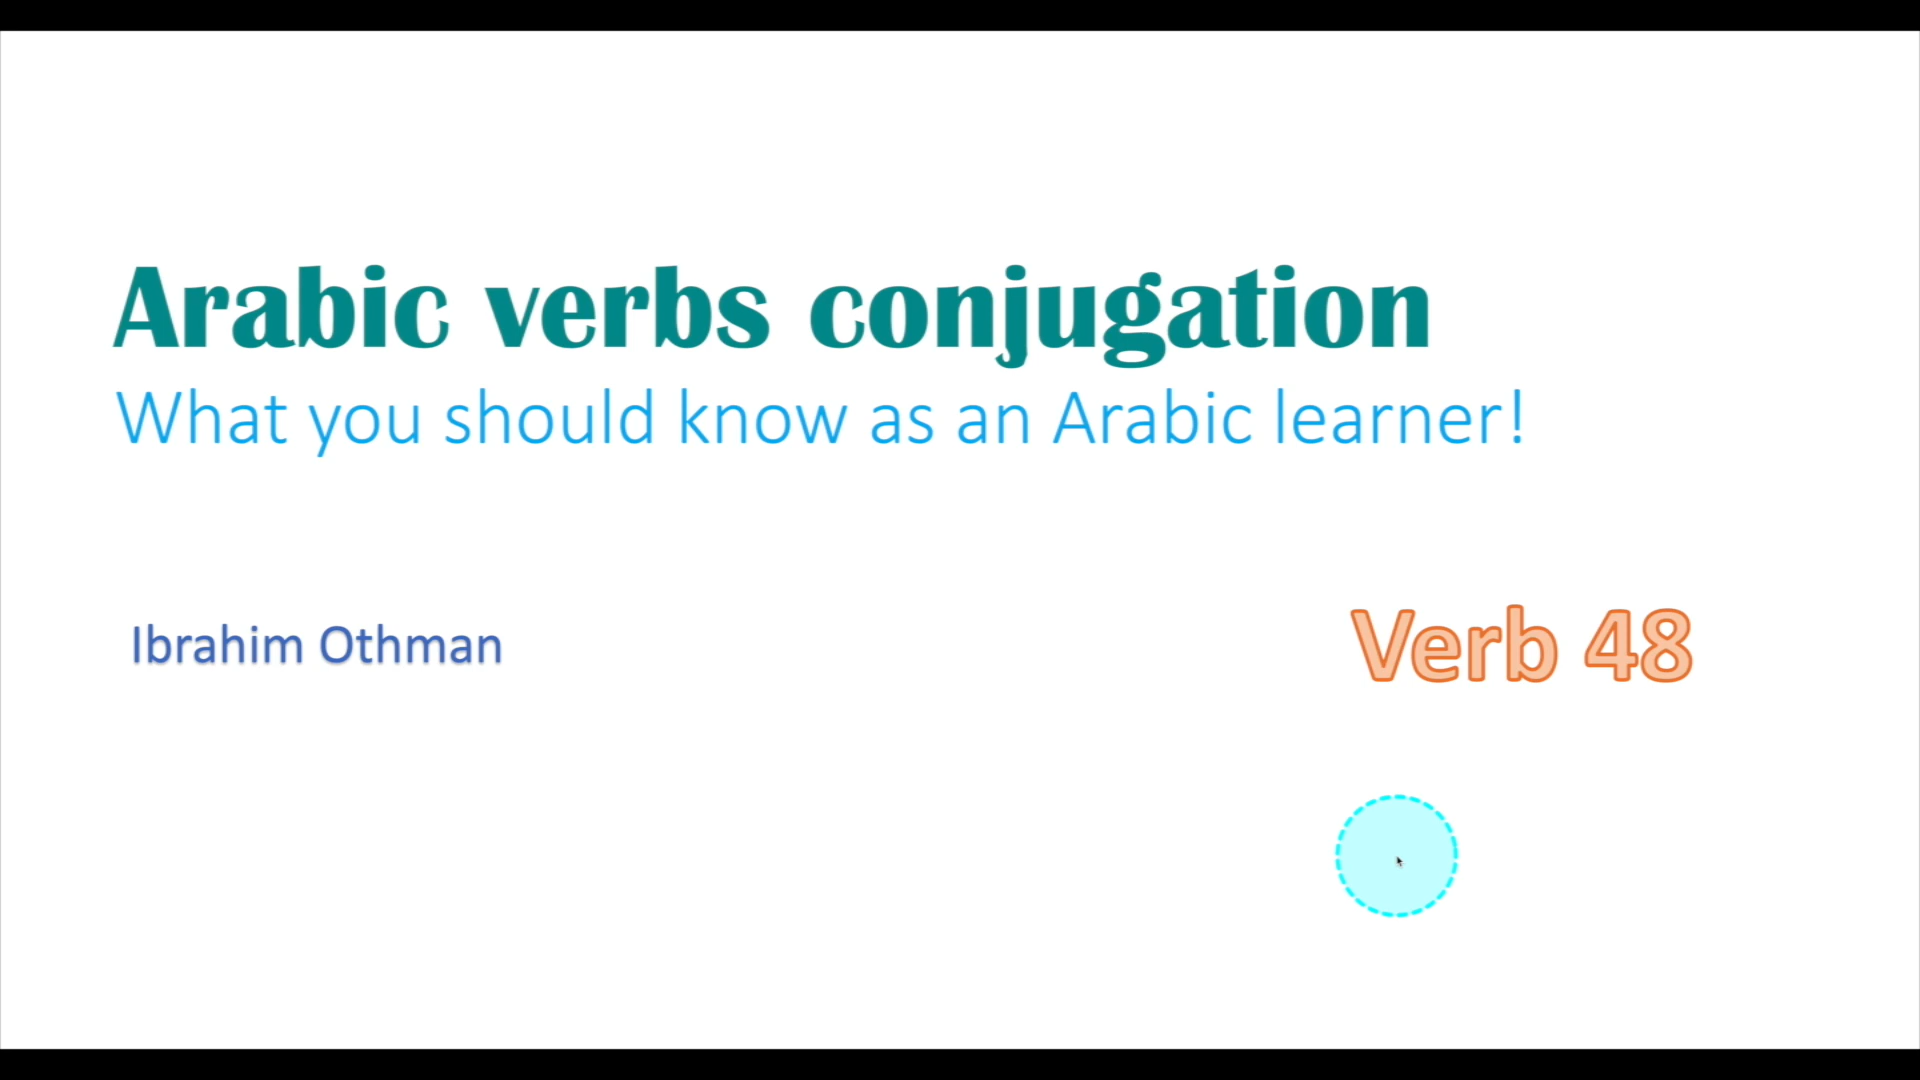 Arabic verbs conjugation
What you should know as an Arabic learner!
Ibrahim Othman
Verb 48